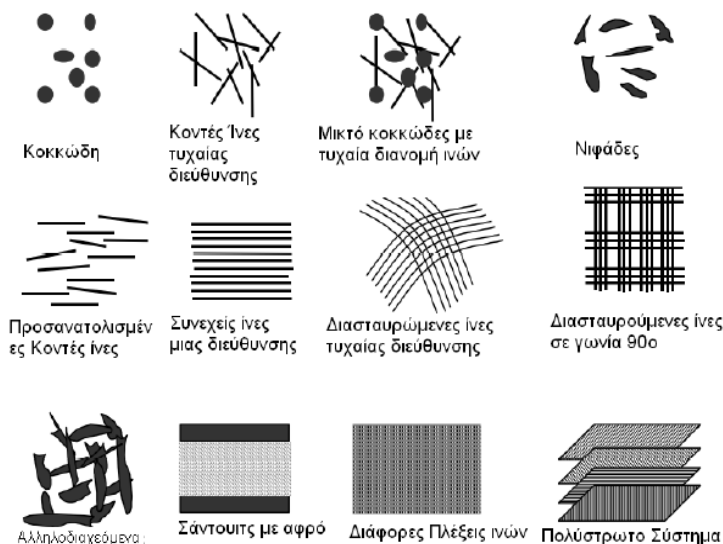 Κοκκώδη
Κοντές Ίνες
τυχαίας
διεύθυνσης
Μικτό κοκκώδες με
τυχαία διανομή ινών
Νιφάδες
Προσανατολισμέν
ες Κοντές ίνες
Συνεχείς ίνες
μιας διεύθυνσης
Διασταυρώμενες ίνες
τυχαίας διεύθυνσης
Διασταυρούμενες ίνες
σε γωνία 90ο
Αλληλοδιαχεόμενα
Σάντουιτς με αφρό
Διάφορες Πλέξεις ινών
Πολύστρωτο Σύστημα